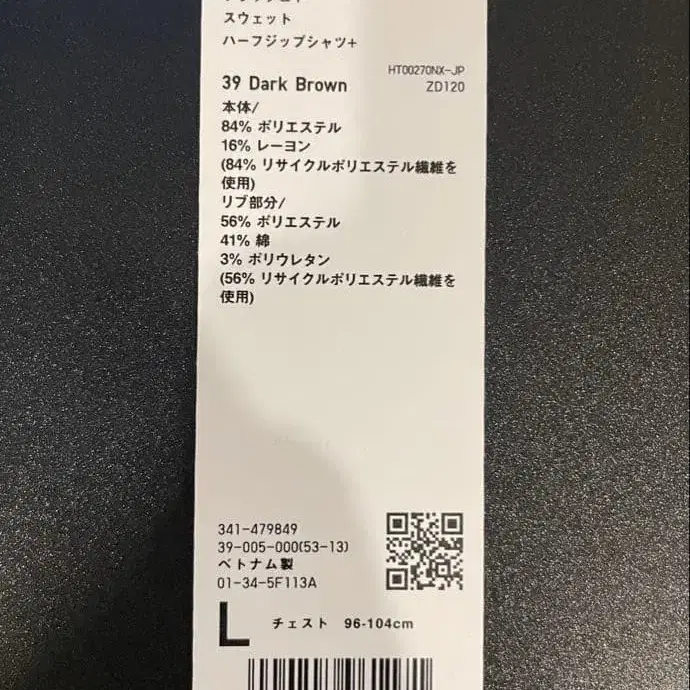 スウェット
ハーフジップシャツ+
HT00270NX-JP
39 Dark Brown
ZD120
本体/
84% ポリエステル
16% レーヨン
(84% リサイクルポリエステル繊維を
使用)
リブ部分/
56% ポリエステル
41% 綿
3% ポリウレタン
(56% リサイクルポリエステル繊維を
使用)
341-479849
39-005-000(53-13)
ベトナム製
01-34-5F113A
L チェスト 96-104cm